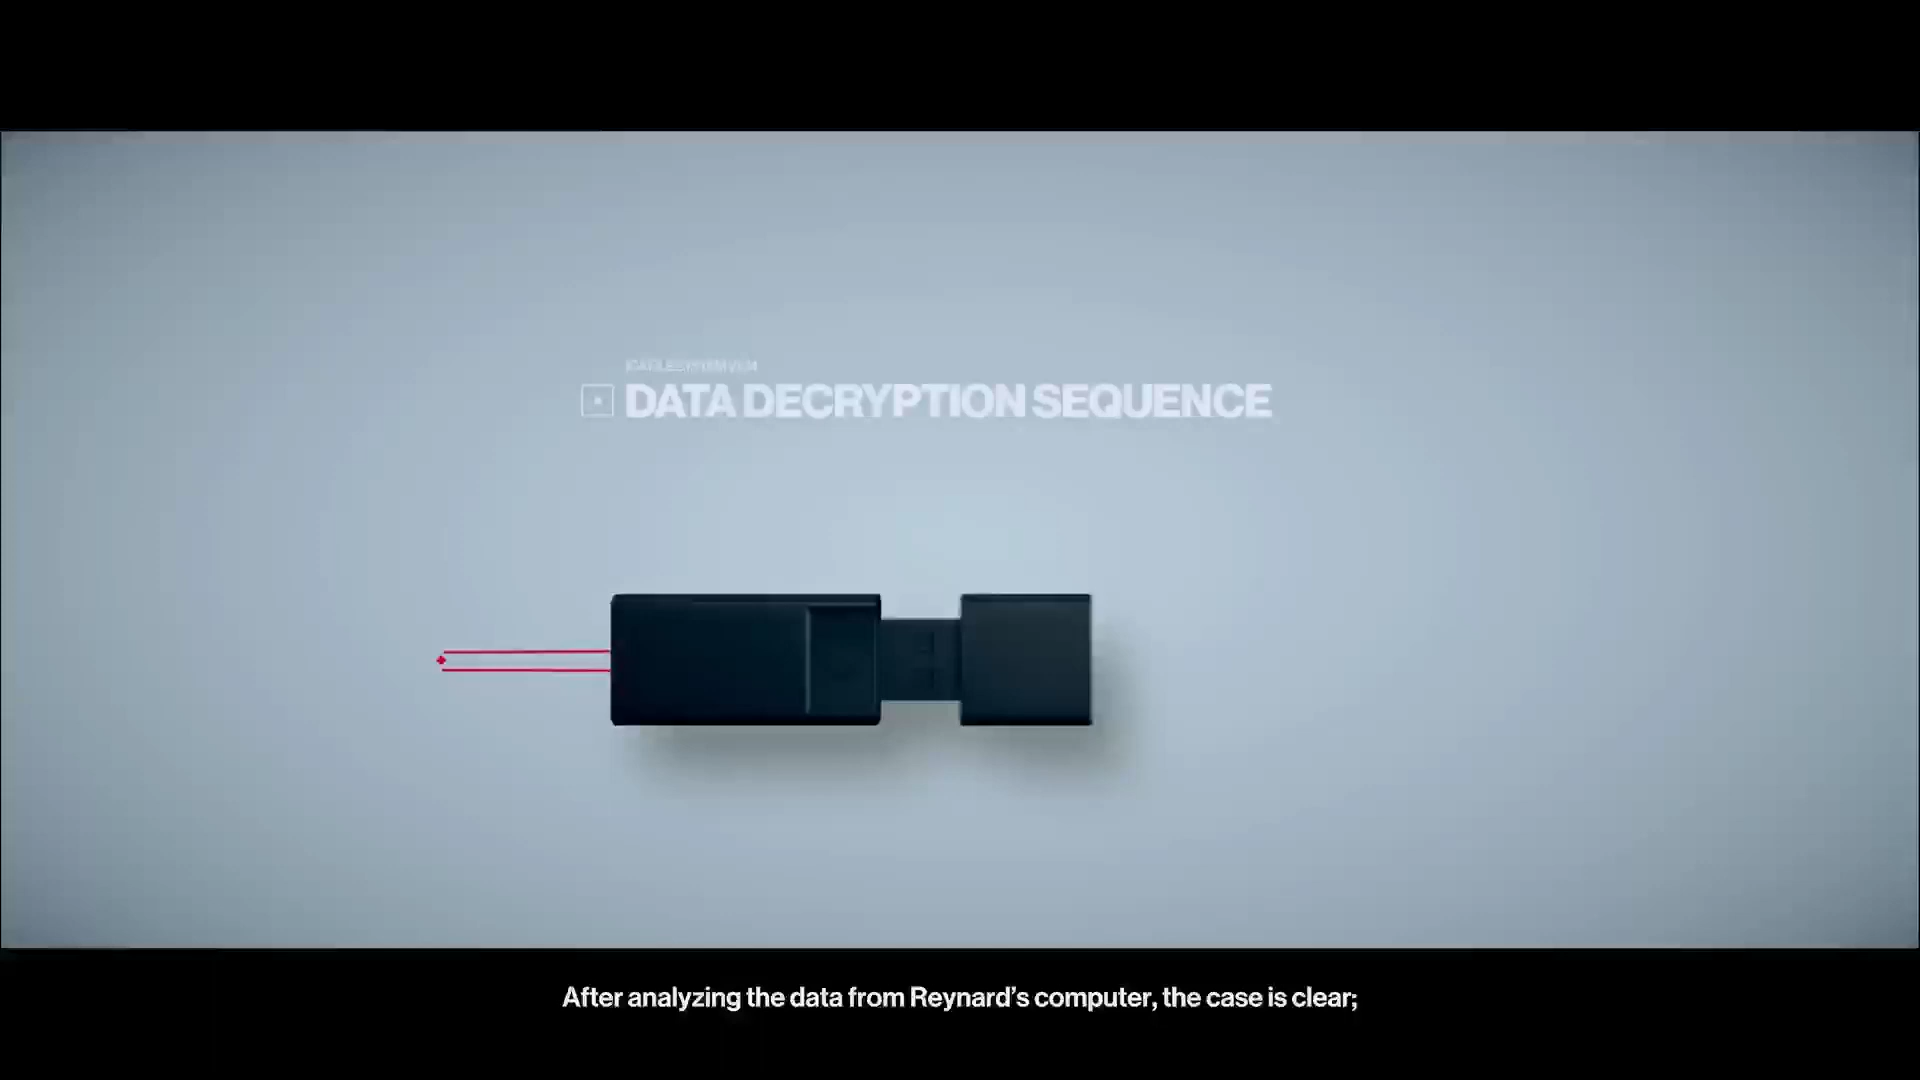 DATA DECRYPTION SEQUENCE
After analyzing the data from Reynard's computer, the case is clear;